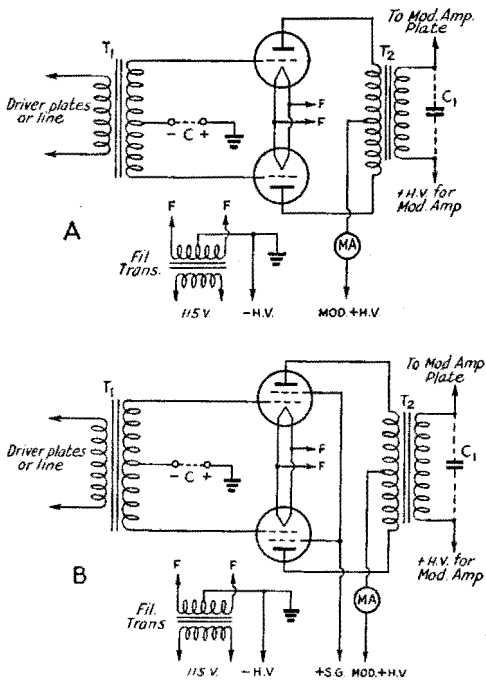 To Mod. Amp.
Plate
T1
T2
Driver plates
or line
- C +
F
F
C1
+ H.V. for
Mod. Amp
A
F
F
Fil.
Trans.
MA
115 V.
-H.V.
MOD.+H.V.
To Mod Amp
Plate
T1
T2
Driver plates
or line
- C +
F
F
C1
+ H.V. for
Mod. Amp
B
F
F
Fil.
Trans
MA
115 V.
-H.V
+S.G.
MOD.+H.V.